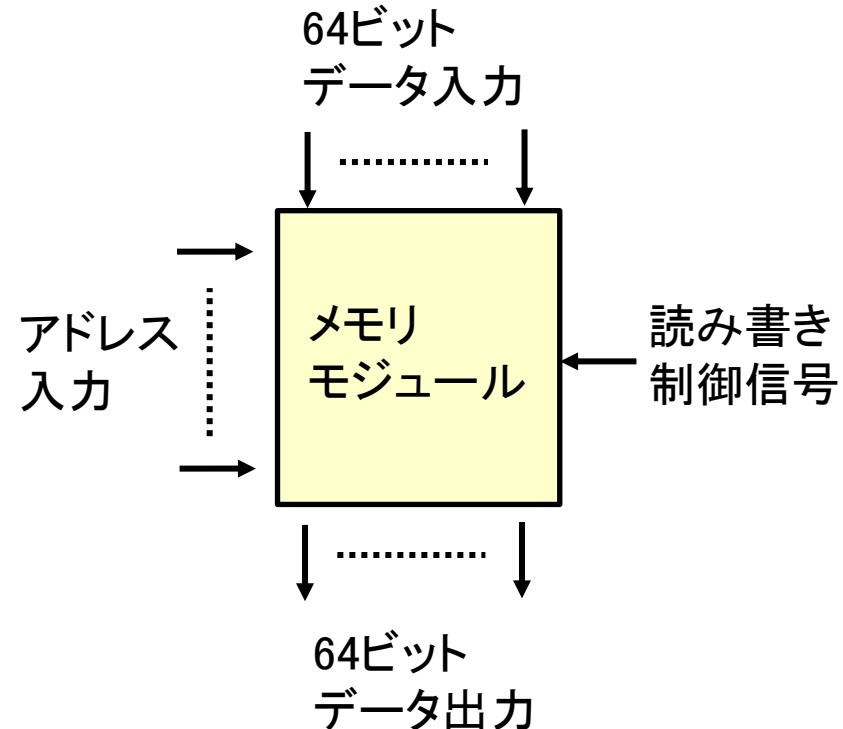 64ビット
データ入力
アドレス
入力
メモリ
モジュール
読み書き
制御信号
64ビット
データ出力